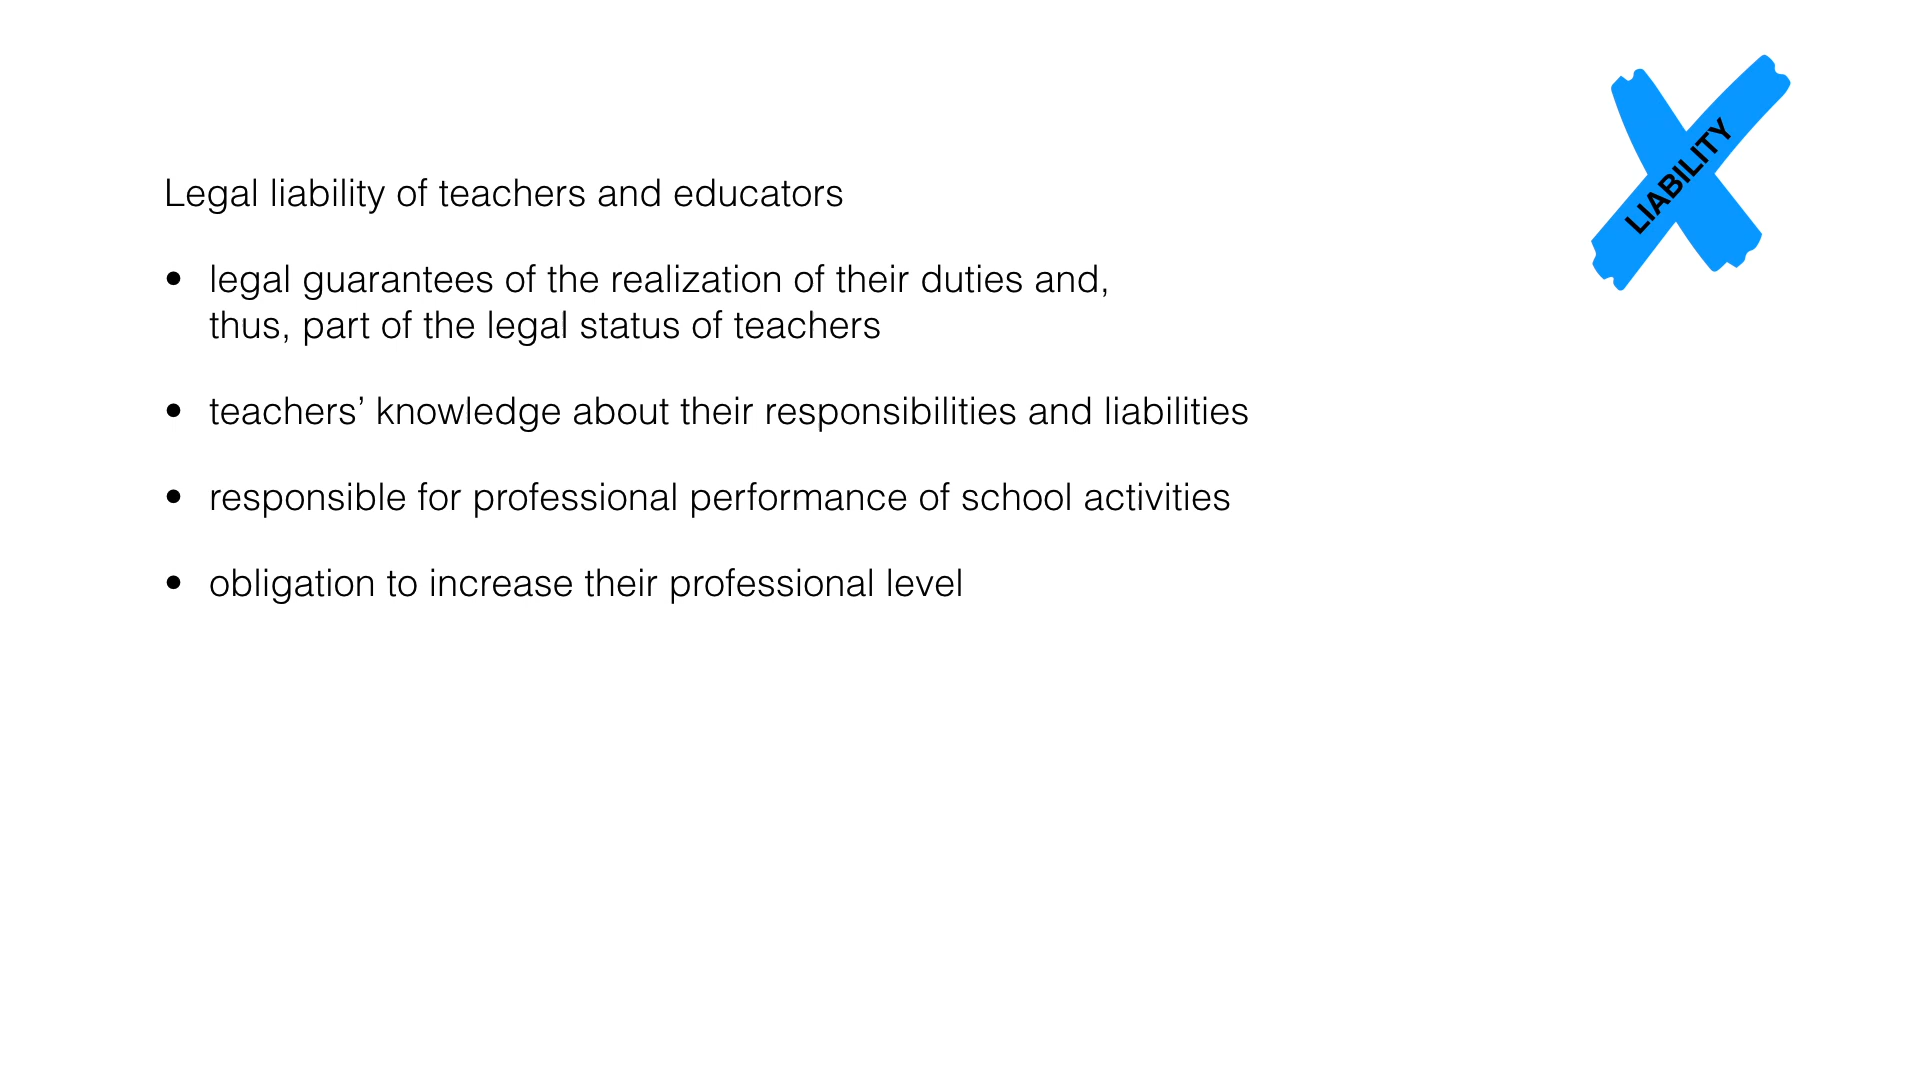 LIABILITY
Legal liability of teachers and educators
• legal guarantees of the realization of their duties and,
thus, part of the legal status of teachers
• teachers’ knowledge about their responsibilities and liabilities
• responsible for professional performance of school activities
• obligation to increase their professional level